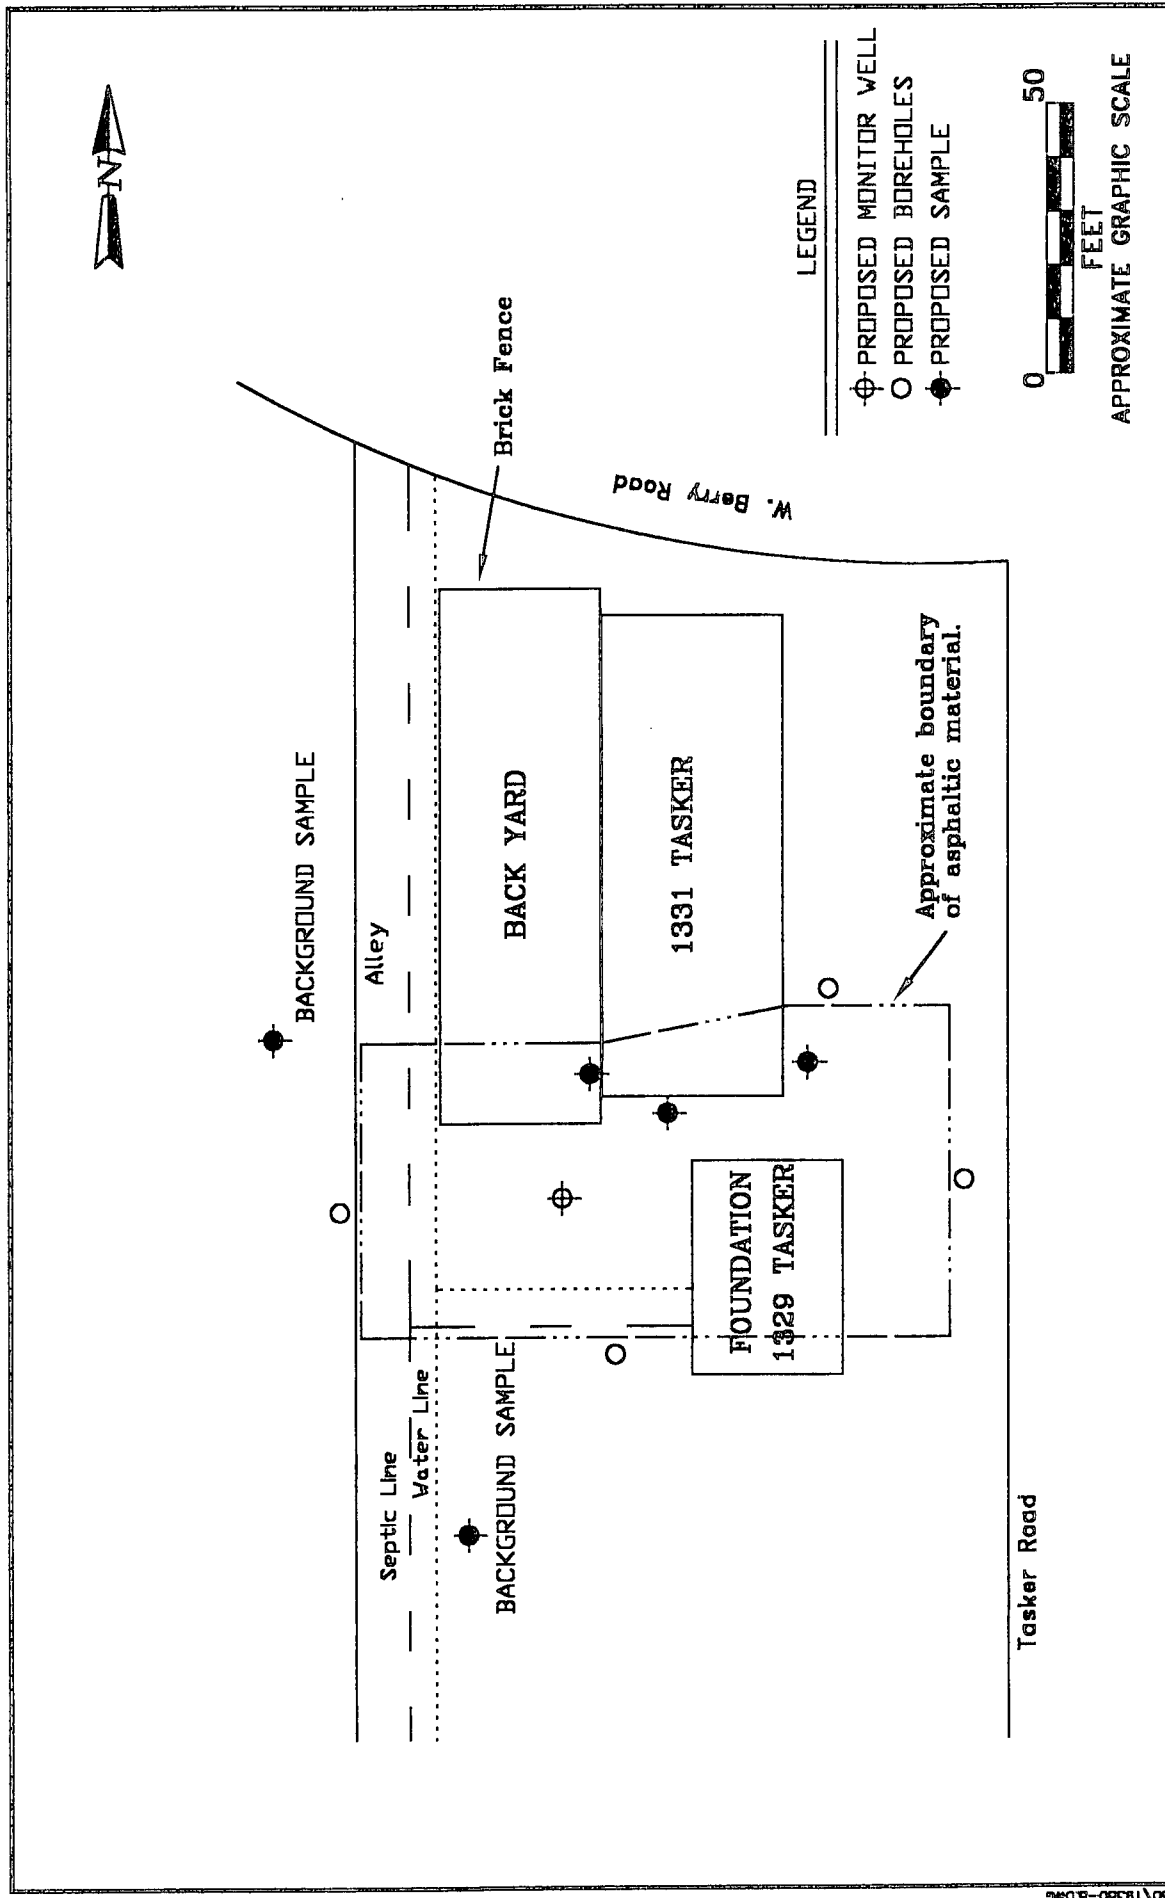 N
BACKGROUND SAMPLE
Alley
Septic Line
Water Line
BACKGROUND SAMPLE
Brick Fence
BACK YARD
1331 TASKER
W. Berry Road
FOUNDATION
1329 TASKER
Approximate boundary
of asphaltic material.
Tasker Road
LEGEND
PROPOSED MONITOR WELL
PROPOSED BOREHOLES
PROPOSED SAMPLE
0 50
FEET
APPROXIMATE GRAPHIC SCALE